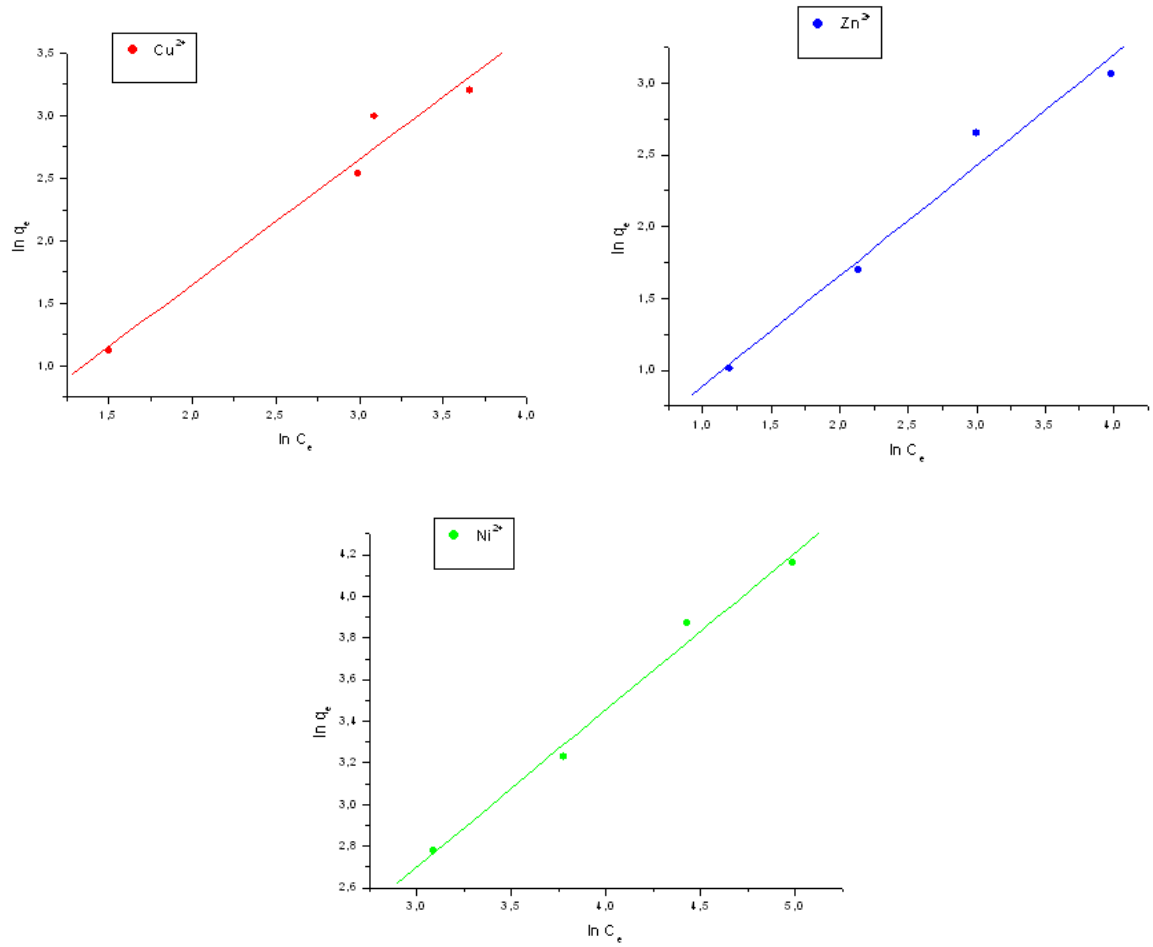 Cu²⁺
3,5
3,0
2,5
2,0
1,5
1,0
ln qₑ
1,5 2,0 2,5 3,0 3,5 4,0
ln Cₑ
Zn²⁺
3,0
2,5
2,0
1,5
1,0
ln qₑ
1,0 1,5 2,0 2,5 3,0 3,5 4,0
ln Cₑ
Ni²⁺
4,2
4,0
3,8
3,6
3,4
3,2
3,0
2,8
2,6
ln qₑ
3,0 3,5 4,0 4,5 5,0
ln Cₑ